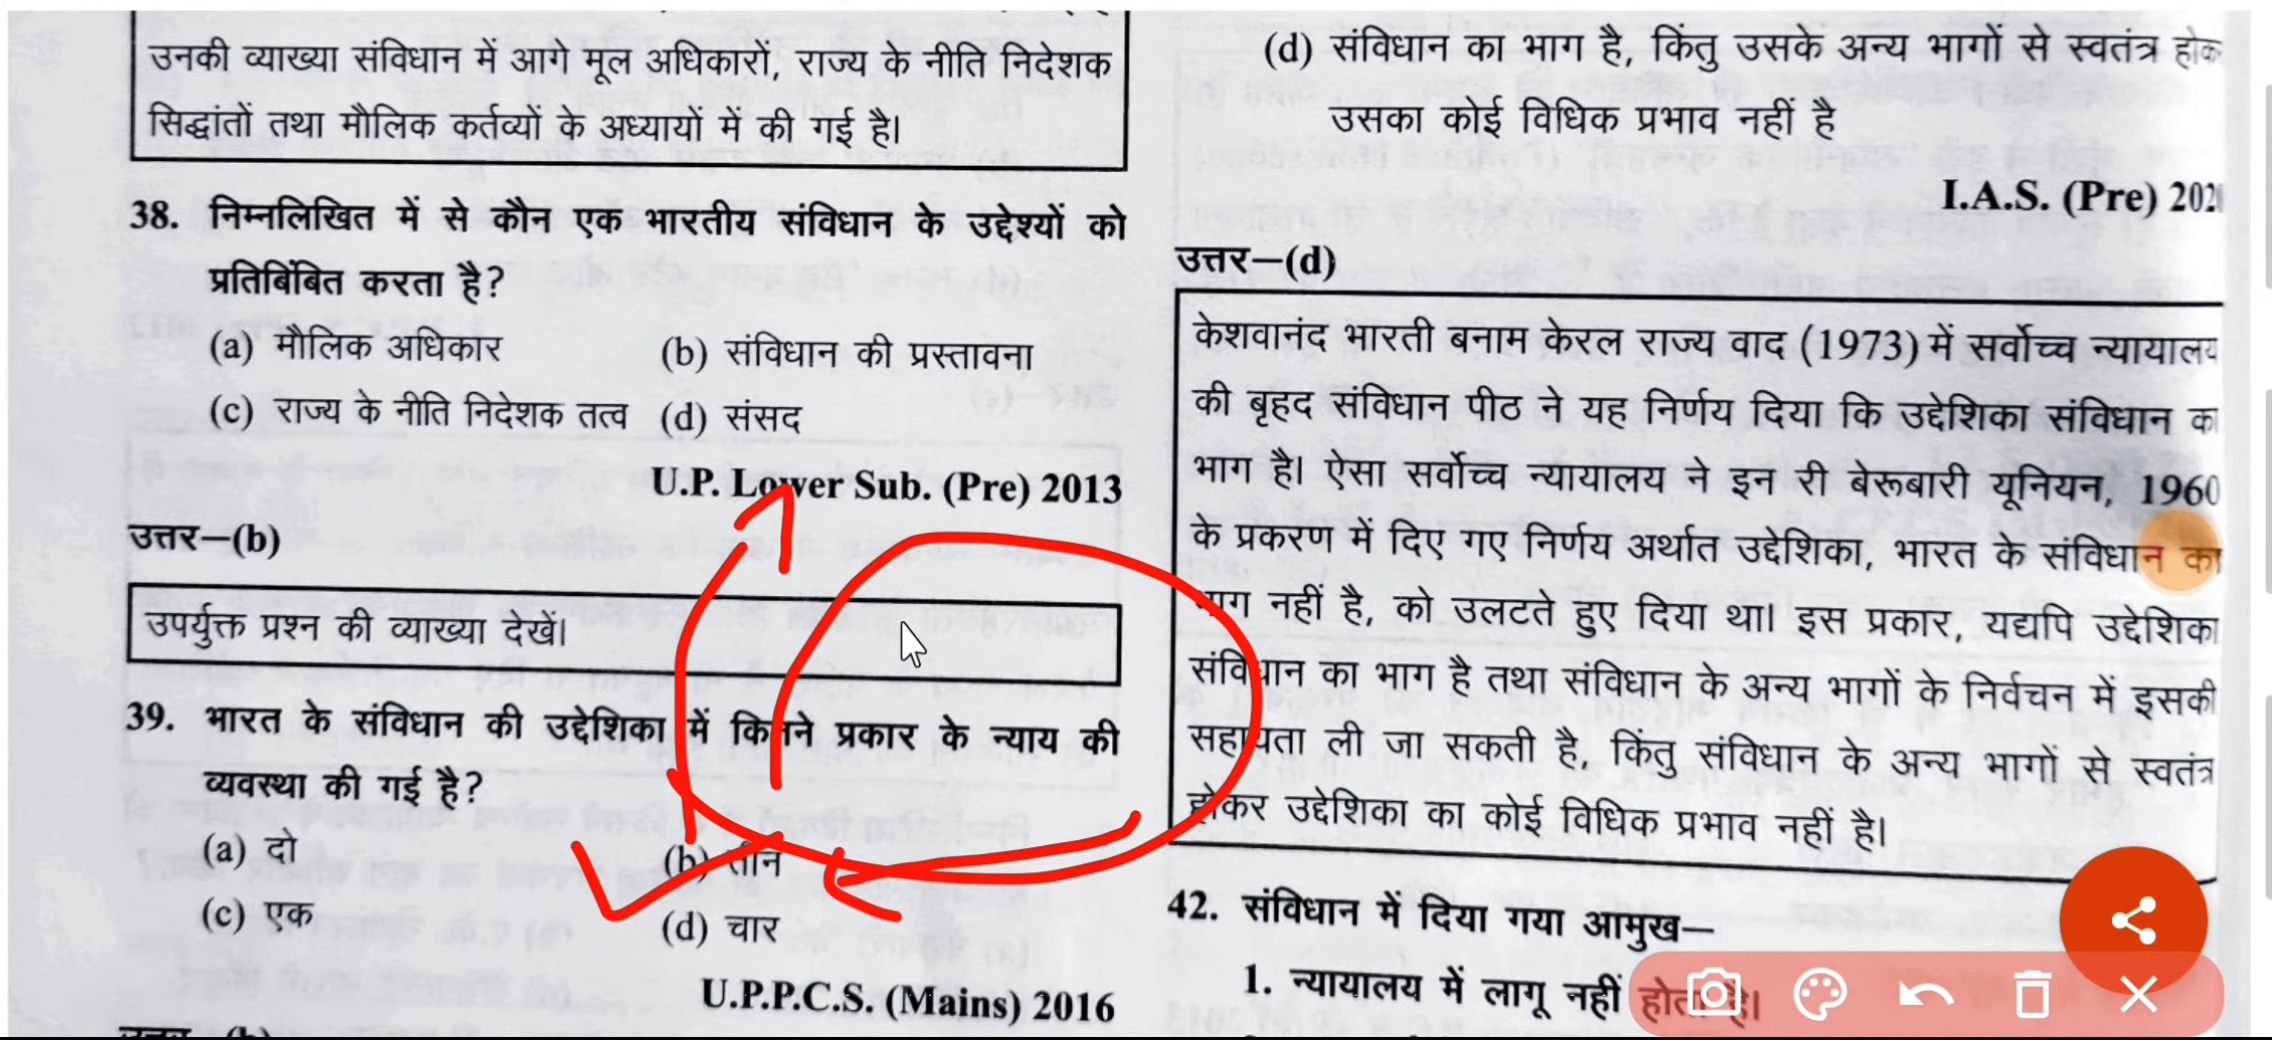 उनकी व्याख्या संविधान में आगे मूल अधिकारों, राज्य के नीति निदेशक
सिद्धांतों तथा मौलिक कर्तव्यों के अध्यायों में की गई है।
38. निम्नलिखित में से कौन एक भारतीय संविधान के उद्देश्यों को
प्रतिबिंबित करता है?
(a) मौलिक अधिकार (b) संविधान की प्रस्तावना
(c) राज्य के नीति निदेशक तत्व (d) संसद
U.P. Lower Sub. (Pre) 2013
उत्तर–(b)
उपर्युक्त प्रश्न की व्याख्या देखें।
39. भारत के संविधान की उद्देशिका में कितने प्रकार के न्याय की
व्यवस्था की गई है?
(a) दो (b) तीन
(c) एक (d) चार
U.P.P.C.S. (Mains) 2016
(d) संविधान का भाग है, किंतु उसके अन्य भागों से स्वतंत्र
उसका कोई विधिक प्रभाव नहीं है
I.A.S. (Pre)
उत्तर–(d)
केशवानंद भारती बनाम केरल राज्य वाद (1973) में सर्वोच्च न्यायालय
की बृहद संविधान पीठ ने यह निर्णय दिया कि उद्देशिका संविधान का
भाग है। ऐसा सर्वोच्च न्यायालय ने इन री बेरूबारी यूनियन, 1960
के प्रकरण में दिए गए निर्णय अर्थात उद्देशिका, भारत के संविधान का
भाग नहीं है, को उलटते हुए दिया था। इस प्रकार, यद्यपि उद्देशिका
संविधान का भाग है तथा संविधान के अन्य भागों के निर्वचन में इसकी
सहायता ली जा सकती है, किंतु संविधान के अन्य भागों से स्वतंत्र
होकर उद्देशिका का कोई विधिक प्रभाव नहीं है।
42. संविधान में दिया गया आमुख–
1. न्यायालय में लागू नहीं होता है।